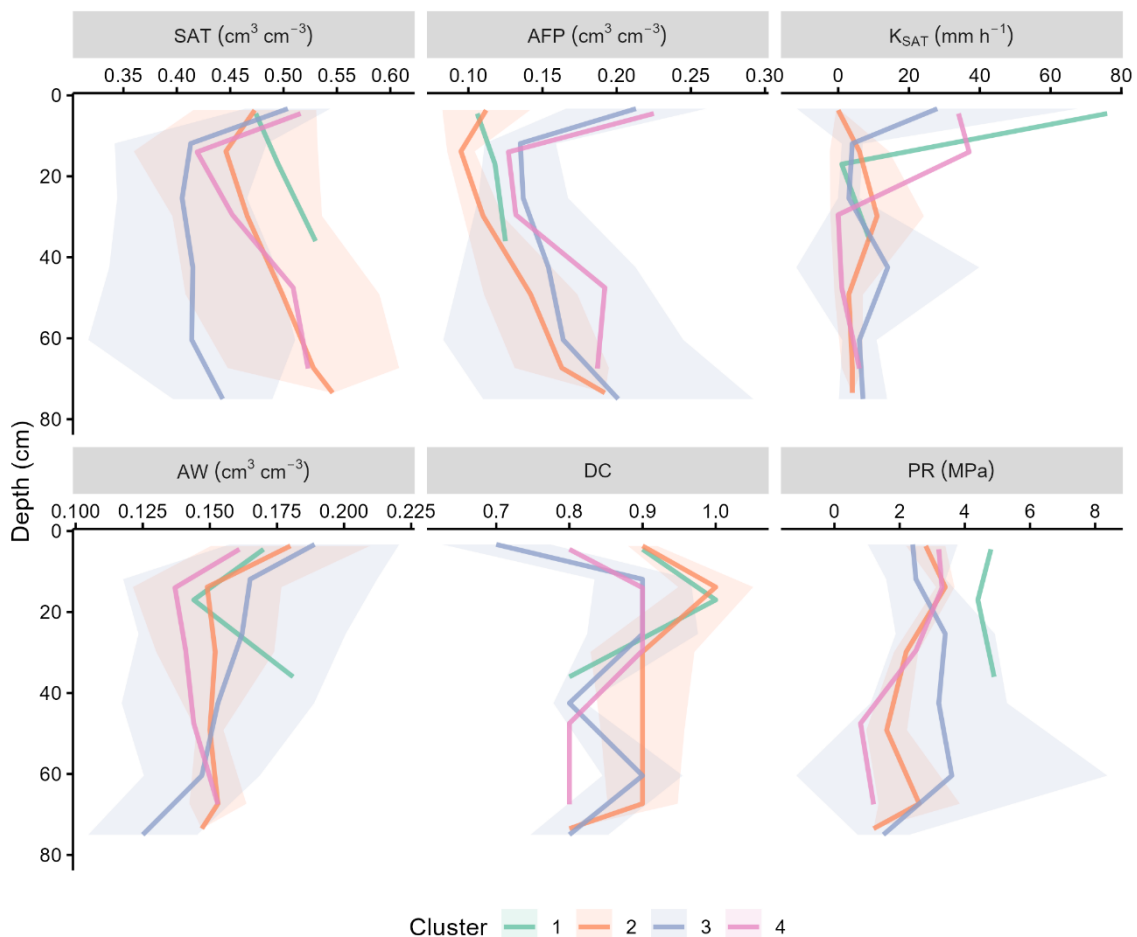 SAT (cm³ cm⁻³) AFP (cm³ cm⁻³) K_SAT (mm h⁻¹)
0.35 0.40 0.45 0.50 0.55 0.60 0.10 0.15 0.20 0.25 0.30 0 20 40 60 80
0
20
40
60
80
Depth (cm)
AW (cm³ cm⁻³) DC PR (MPa)
0.100 0.125 0.150 0.175 0.200 0.225 0.7 0.8 0.9 1.0 0 2 4 6 8
0
20
40
60
80
Cluster 1 2 3 4